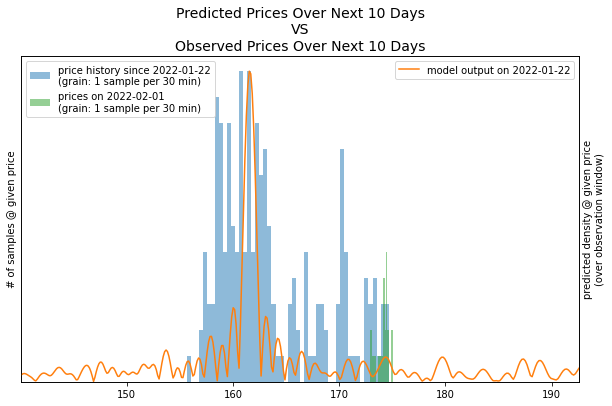 Predicted Prices Over Next 10 Days
VS
Observed Prices Over Next 10 Days
price history since 2022-01-22
(grain: 1 sample per 30 min)
prices on 2022-02-01
(grain: 1 sample per 30 min)
model output on 2022-01-22
# of samples @ given price
predicted density @ given price
(over observation window)
150
160
170
180
190